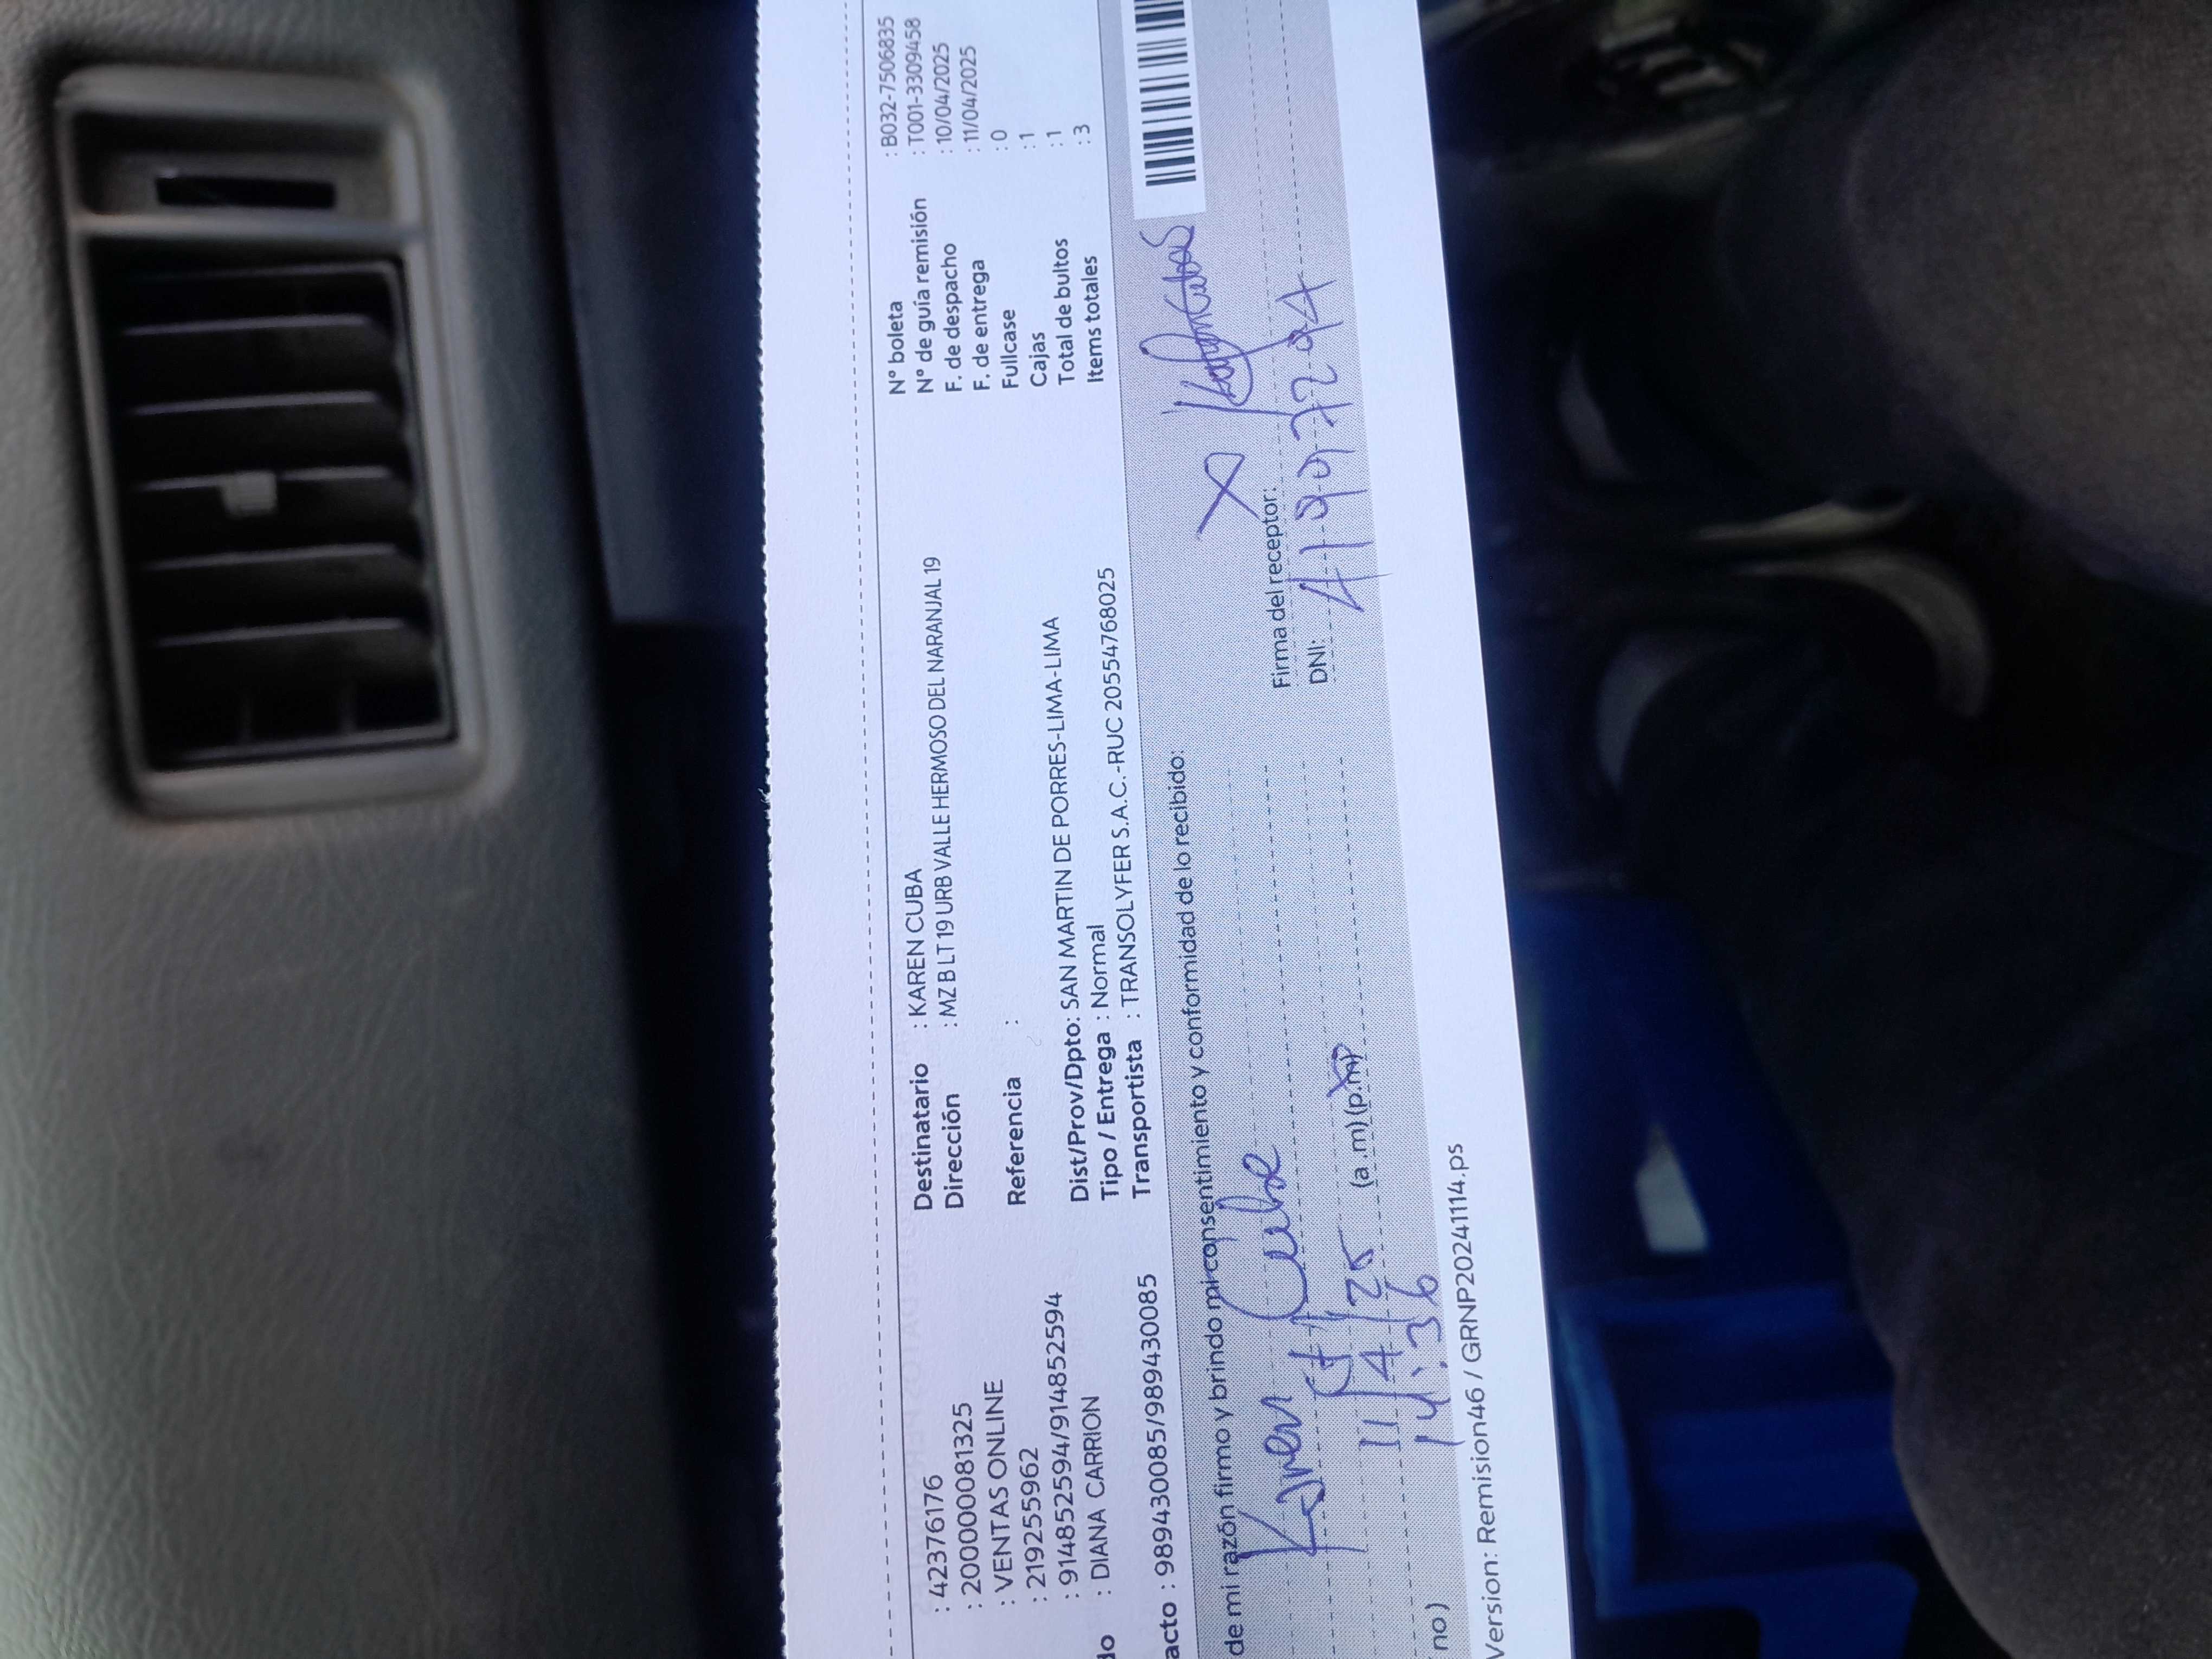 : 42376176
: 200000081325
: VENTAS ONLINE
: 219255962
: 914852594/914852594
do : DIANA CARRION
acto : 989430085/989430085
Destinatario : KAREN CUBA
Dirección : MZ B LT 19 URB VALLE HERMOSO DEL NARANJAL 19
Referencia :
Dist/Prov/Dpto: SAN MARTIN DE PORRES-LIMA-LIMA
Tipo / Entrega : Normal
Transportista : TRANSOLYFER S.A.C.-RUC 20554768025
N° boleta : B032-7506835
N° de guía remisión : T001-3309458
F. de despacho : 10/04/2025
F. de entrega : 11/04/2025
Fullcase : 0
Cajas : 1
Total de bultos : 1
Items totales : 3
de mi razón firmo y brindo mi consentimiento y conformidad de lo recibido:
Karen Cuba
11/4/25
14:36 (a .m) (p.m)
no)
X
Firma del receptor:
DNI: 41997294
Version: Remision46 / GRNP20241114.ps